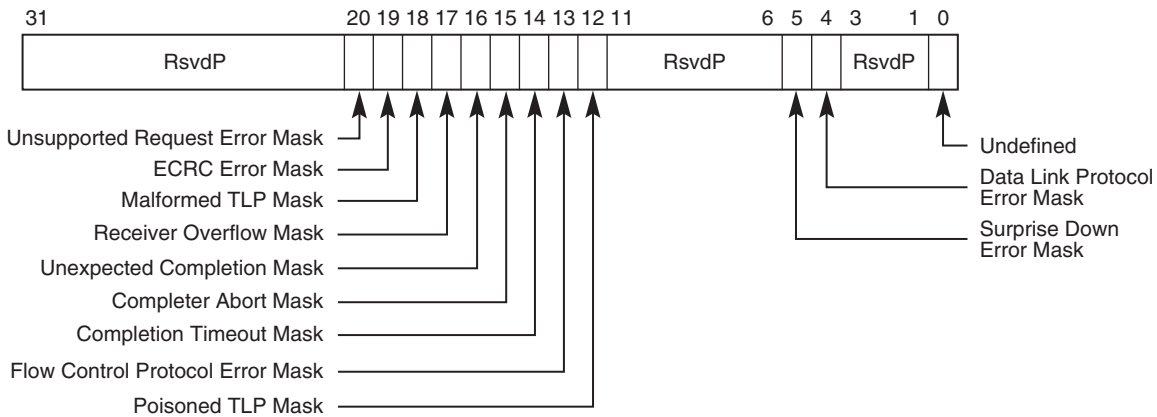 31 20 19 18 17 16 15 14 13 12 11 6 5 4 3 1 0
RsvdP RsvdP RsvdP
Unsupported Request Error Mask
ECRC Error Mask
Malformed TLP Mask
Receiver Overflow Mask
Unexpected Completion Mask
Completer Abort Mask
Completion Timeout Mask
Flow Control Protocol Error Mask
Poisoned TLP Mask
Undefined
Data Link Protocol
Error Mask
Surprise Down
Error Mask